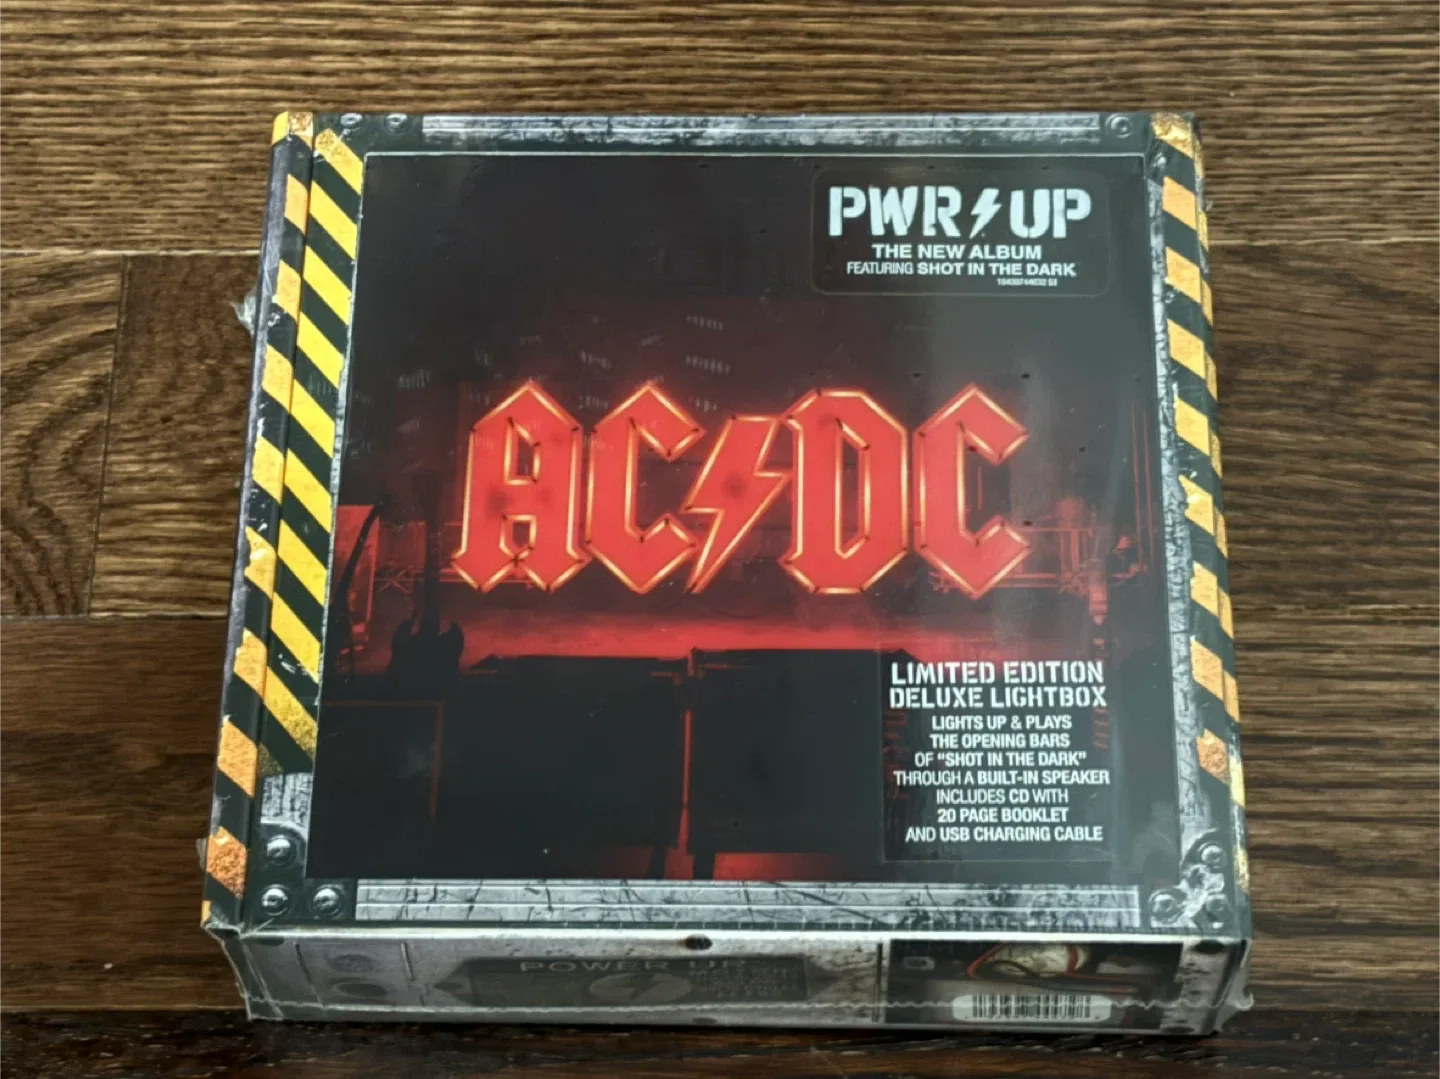 PWR⚡UP
THE NEW ALBUM
FEATURING SHOT IN THE DARK
AC⚡DC
LIMITED EDITION
DELUXE LIGHTBOX
LIGHTS UP & PLAYS
THE OPENING BARS
OF "SHOT IN THE DARK"
THROUGH A BUILT-IN SPEAKER
INCLUDES CD WITH
20 PAGE BOOKLET
AND USB CHARGING CABLE
POWER UP